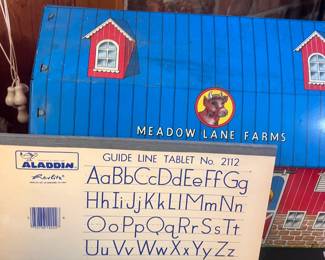 MEADOW LANE FARMS
ALADDIN
GUIDE LINE TABLET No. 2112
AaBbCcDdEeFfGg
HhIiJjKkLlMmNn
OoPpQqRrSsTt
UuVvWwXxYyZz